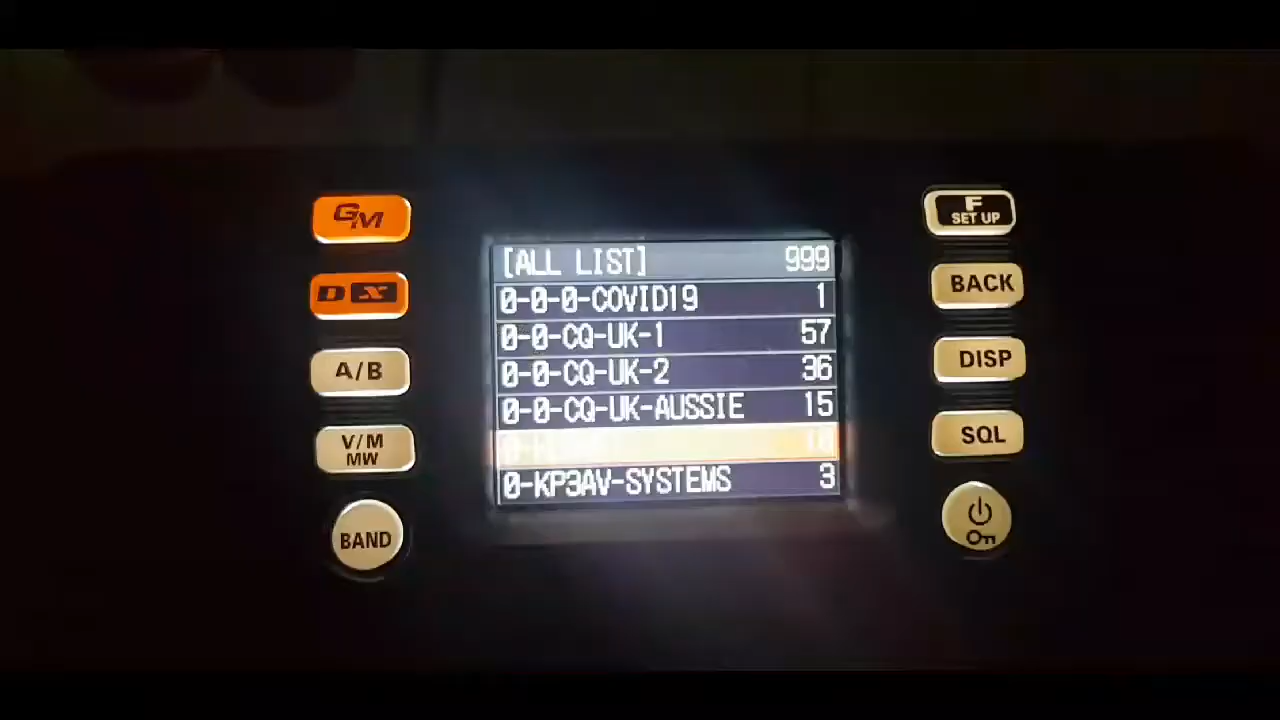 GM
DX
A/B
V/M
MW
BAND
[ALL LIST] 999
0-0-0-COVID19 1
0-0-CQ-UK-1 57
0-0-CQ-UK-2 36
0-0-CQ-UK-AUSSIE 15
0-KP3AV-SYSTEMS 3
F
SET UP
BACK
DISP
SQL